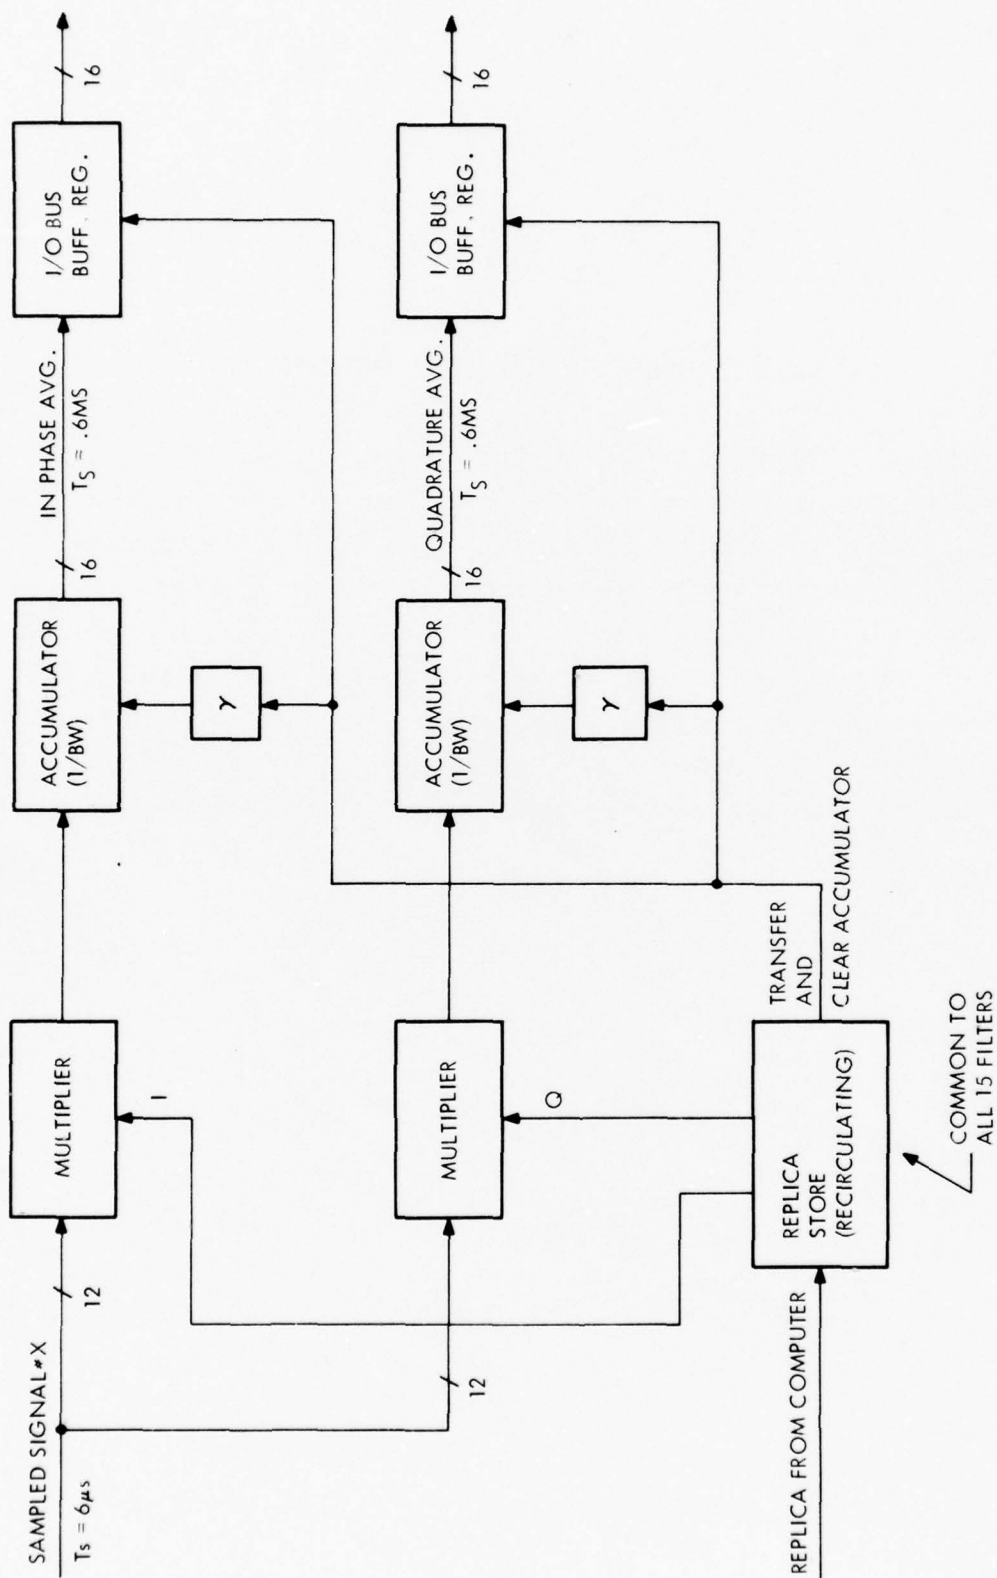 SAMPLED SIGNAL#X
Ts = 6μs
12
MULTIPLIER
I
ACCUMULATOR
(1/BW)
16
IN PHASE AVG.
TS = .6MS
I/O BUS
BUFF. REG.
16
γ
12
MULTIPLIER
Q
ACCUMULATOR
(1/BW)
16
QUADRATURE AVG.
TS = .6MS
I/O BUS
BUFF. REG.
16
γ
REPLICA FROM COMPUTER
REPLICA
STORE
(RECIRCULATING)
TRANSFER
AND
CLEAR ACCUMULATOR
COMMON TO
ALL 15 FILTERS